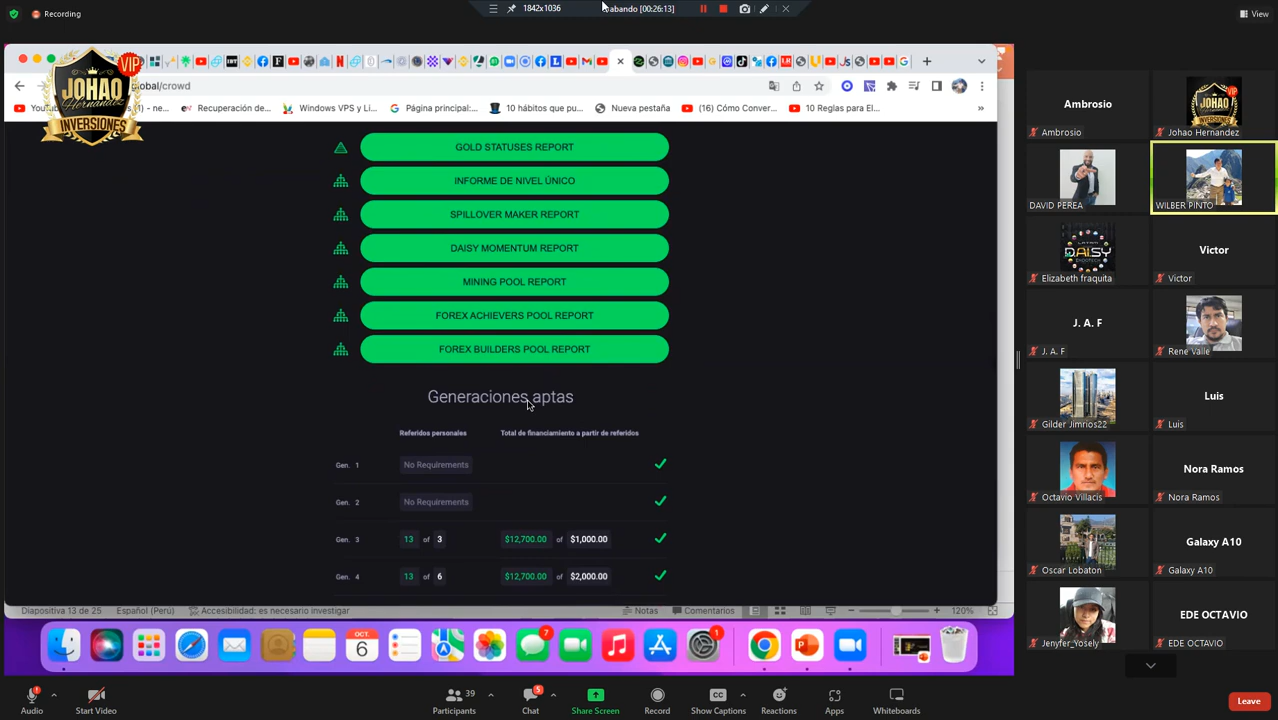 Recording
1842x1036
abando [00:26:13]
View
VIP
JOHAO
HERNANDEZ
INVERSIONES
global/crowd
Recuperación de...
Windows VPS y Li...
Página principal:...
10 hábitos que pu...
Nueva pestaña
(16) Cómo Conver...
10 Reglas para El...
»
GOLD STATUSES REPORT
INFORME DE NIVEL ÚNICO
SPILLOVER MAKER REPORT
DAISY MOMENTUM REPORT
MINING POOL REPORT
FOREX ACHIEVERS POOL REPORT
FOREX BUILDERS POOL REPORT
Generaciones aptas
Referidos personales Total de financiamiento a partir de referidos
Gen. 1 No Requirements
Gen. 2 No Requirements
Gen. 3 13 of 3 $12,700.00 of $1,000.00
Gen. 4 13 of 6 $12,700.00 of $2,000.00
Diapositiva 13 de 25 Español (Perú) Accesibilidad: es necesario investigar Notas Comentarios 120%
OCT.
6
7
1
Ambrosio
Ambrosio
Johao Hernández
DAVID PEREA
WILBER PINTO
Elizabeth fraquita
Victor
Victor
J. A. F
J. A. F
Rene Valle
Gilder Jimrios22
Luis
Luis
Octavio Villacis
Nora Ramos
Nora Ramos
Oscar Lobaton
Galaxy A10
Galaxy A10
Jenyfer_Yosely
EDE OCTAVIO
EDE OCTAVIO
Audio
Start Video
39
Participants
5
Chat
Share Screen
Record
Show Captions
Reactions
Apps
Whiteboards
Leave